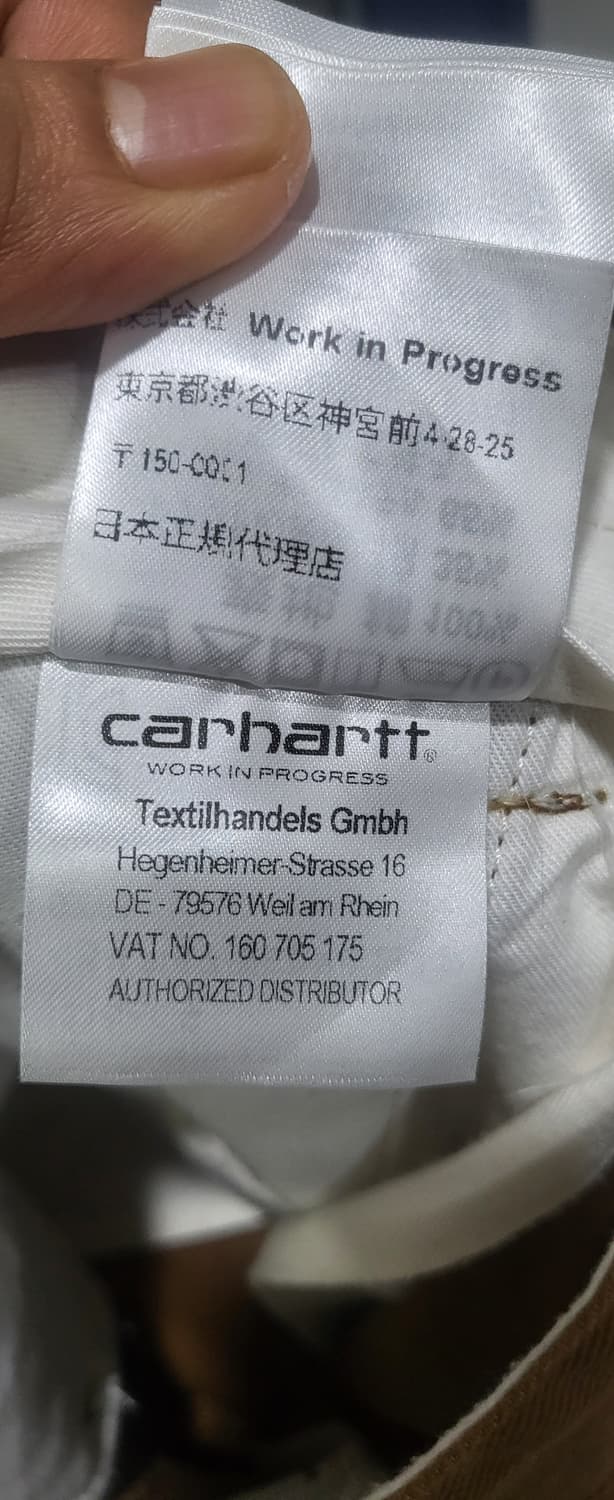 株式会社 Work in Progress
東京都渋谷区神宮前4-28-25
〒150-0001
日本正規代理店
100%
carhartt®
WORK IN PROGRESS
Textilhandels Gmbh
Hegenheimer-Strasse 16
DE - 79576 Weil am Rhein
VAT NO. 160 705 175
AUTHORIZED DISTRIBUTOR